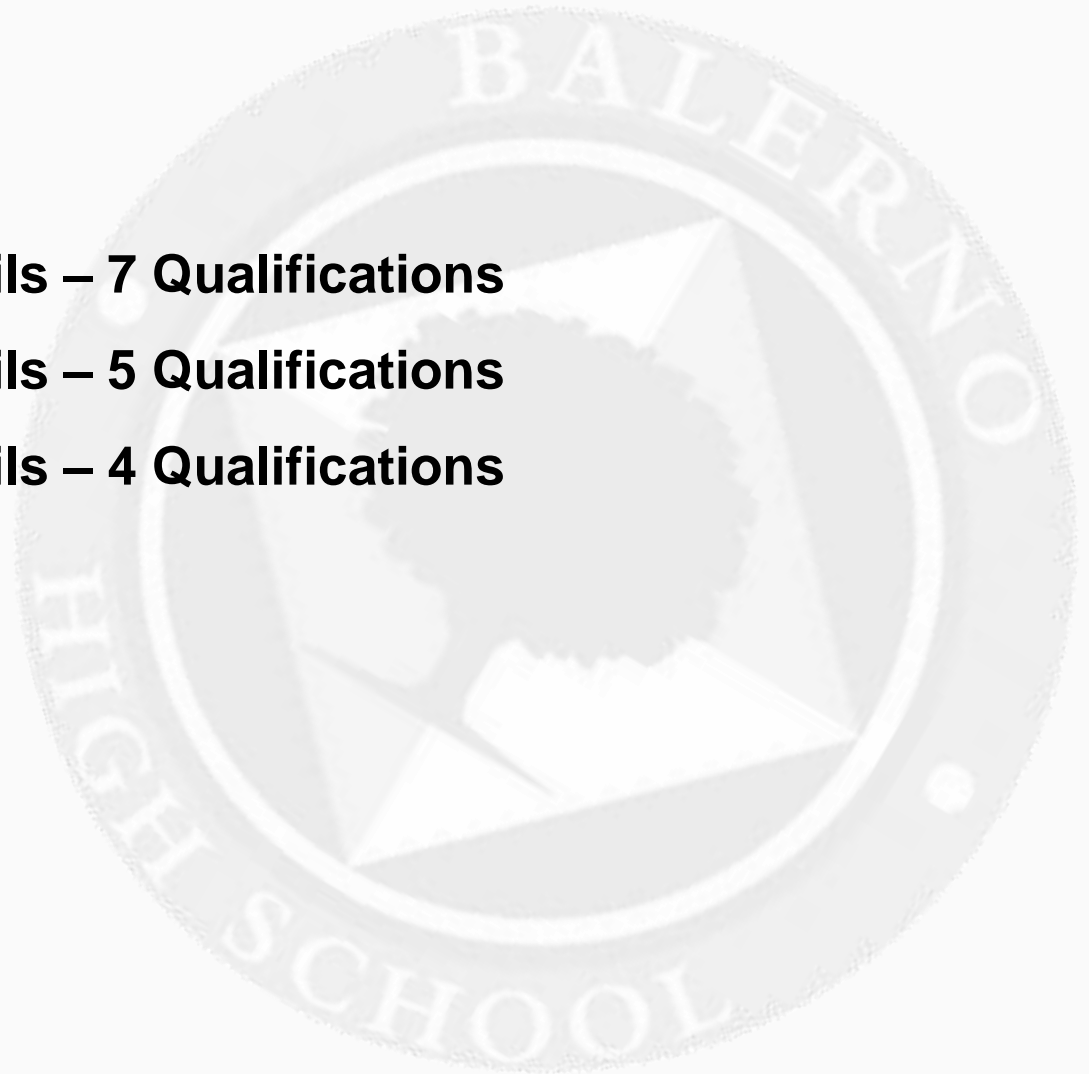 BALERNO
ils – 7 Qualifications
ils – 5 Qualifications
ils – 4 Qualifications
HIGH SCHOOL